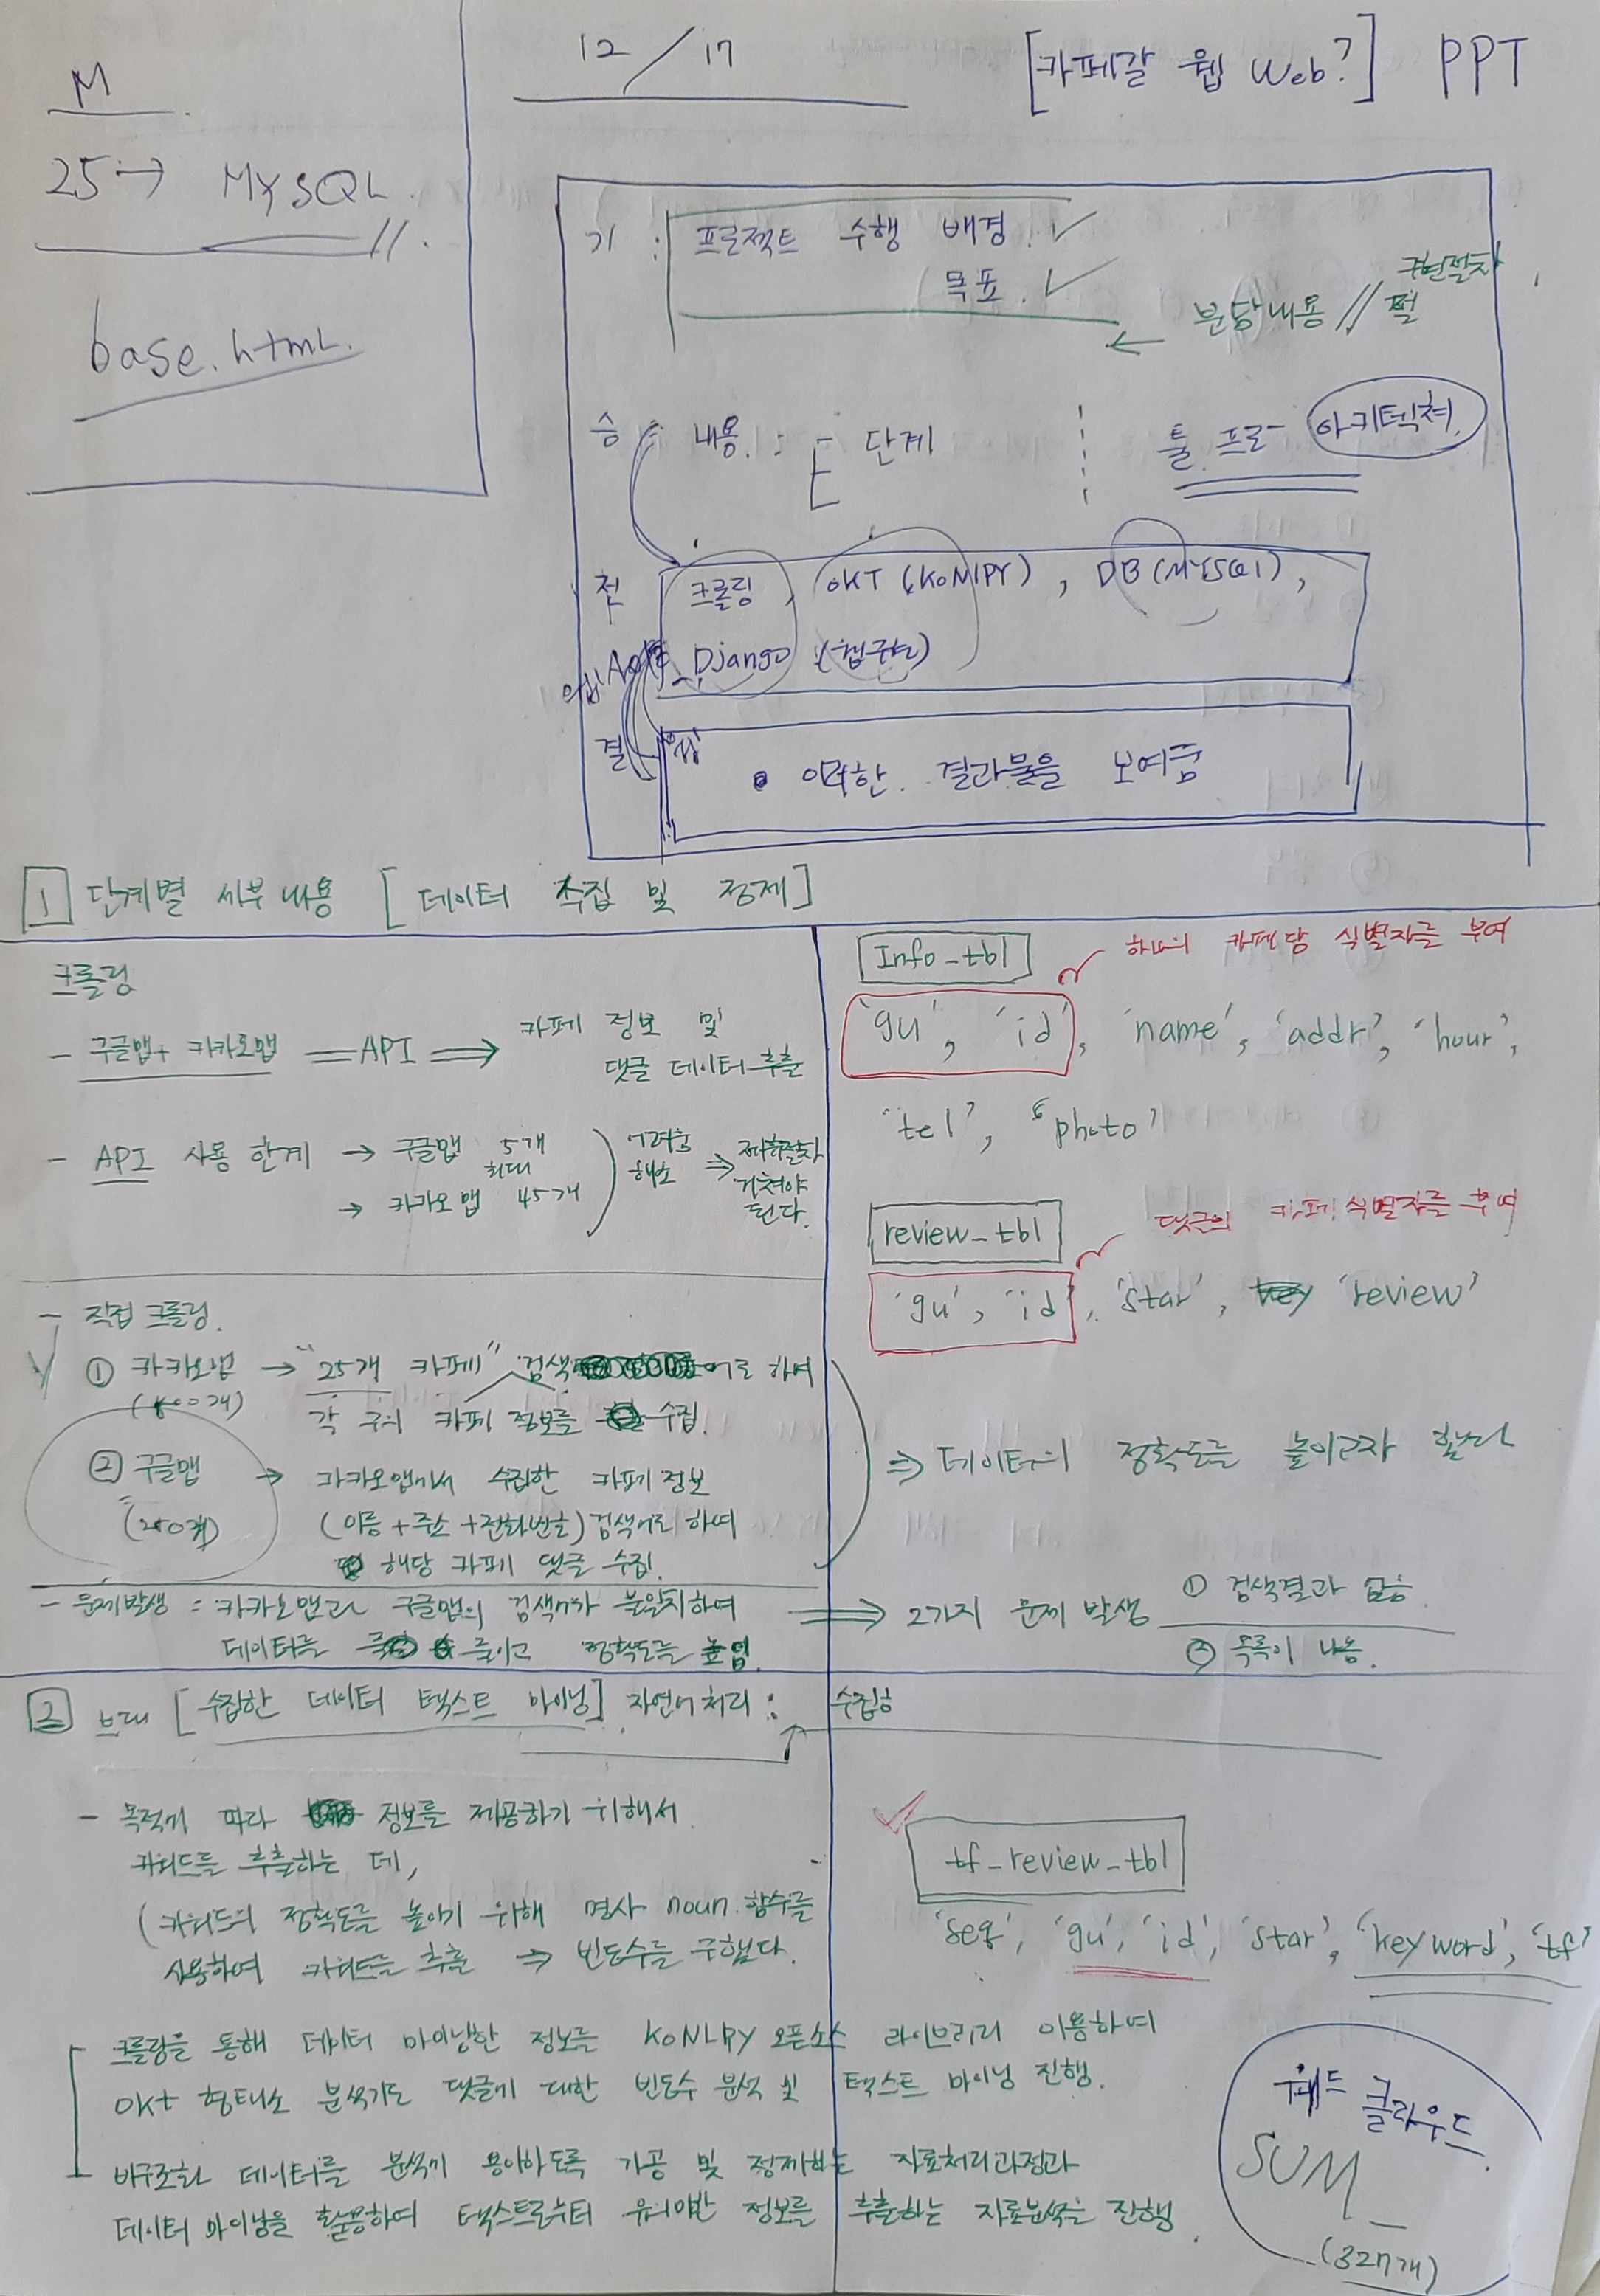 M
25 → MYSQL.
base.html.
12 / 17
[카페갈 웹 Web?] PPT
기 : 프로젝트 수행 배경. ✓
목표. ✓
← 분담내용 // 구현절차
승 : 내용 : - 단계
툴 프로- 아키텍쳐.
전 크롤링, OKT (KoNlPY), DB (MYSQl),
Django (웹구현)
결
• 이러한. 결과물을 보여줌
1 단계별 세부내용 [데이터 수집 및 정제]
크롤링
- 구글맵 + 카카오맵 ═ API ⇒ 카페 정보 및
댓글 데이터 추출
- API 사용 한계 → 구글맵 5개
최대
→ 카카오맵 45개
어려움
해소
⇒
거쳐야
된다.
- 직접 크롤링.
① 카카오맵 → "25개 카페" 검색어로 하여
각 구의 카페 정보를 수집.
② 구글맵 → 카카오맵에서 수집한 카페 정보
(250개) (이름 + 주소 + 전화번호) 검색어로 하여
해당 카페 댓글 수집.
- 문제발생 : 카카오맵과 구글맵의 검색어가 불일치하여
데이터를 줄이고 정확도를 높임.
Info_tbl
하나의 카페당 식별자를 부여
'gu', 'id', 'name', 'addr', 'hour',
'tel', 'photo'
review_tbl
댓글의 카페 식별자를 부여
'gu', 'id', 'star', 'review'
⇒ 데이터의 정확도를 높이고자 했다
⇒ 2가지 문제 발생 ① 검색결과 없음
② 목록이 나옴.
2 [수집한 데이터 텍스트 마이닝] 자연어처리 : 수집한
- 목적에 따라 정보를 제공하기 위해서
키워드를 추출하는 데,
(키워드의 정확도를 높이기 위해 명사 noun 함수를
사용하여 키워드를 추출 ⇒ 빈도수를 구했다.
tf_review_tbl
'seq', 'gu', 'id', 'star', 'keyword', 'tf'
크롤링을 통해 데이터 마이닝한 정보를 KoNLPy 오픈소스 라이브러리 이용하여
OKt 형태소 분석기로 댓글에 대한 빈도수 분석 및 텍스트 마이닝 진행.
비구조화 데이터를 분석이 용이하도록 가공 및 정제하는 자료처리과정과
데이터 마이닝을 활용하여 텍스트로부터 유의미한 정보를 추출하는 자료분석을 진행.
워드 클라우드.
SUM_
(327개)